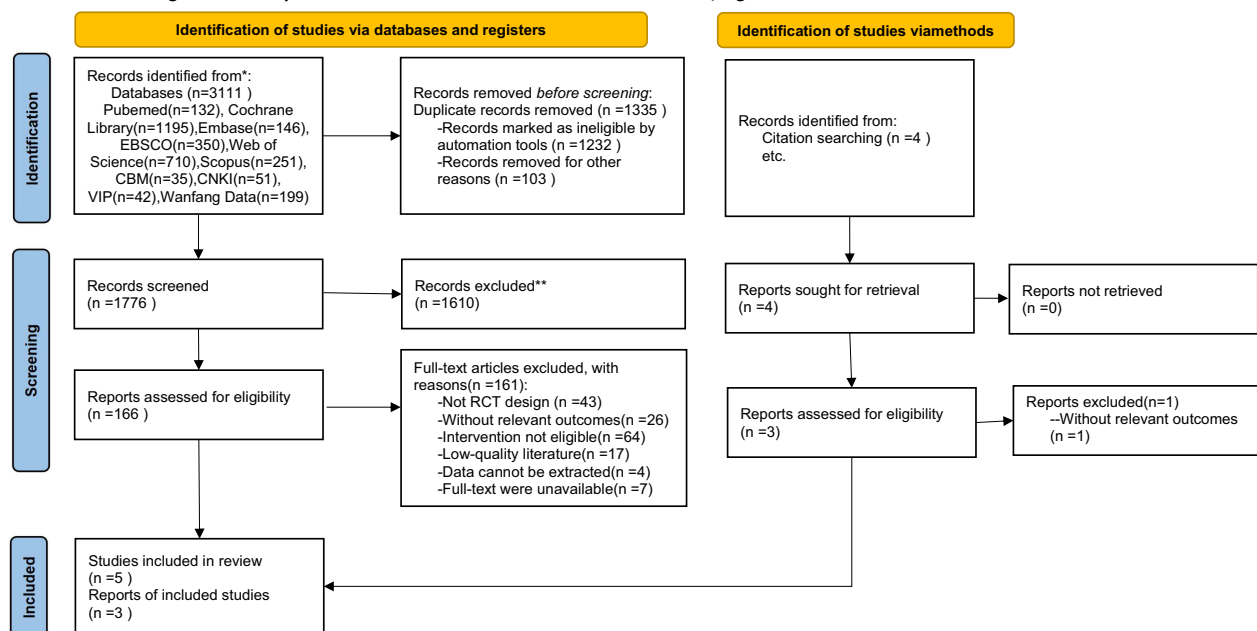 Identification of studies via databases and registers
Identification of studies viamethods
Identification
Records identified from*:
Databases (n=3111 )
Pubemed(n=132), Cochrane
Library(n=1195),Embase(n=146),
EBSCO(n=350),Web of
Science(n=710),Scopus(n=251),
CBM(n=35),CNKI(n=51),
VIP(n=42),Wanfang Data(n=199)
Records removed before screening:
Duplicate records removed (n =1335 )
-Records marked as ineligible by
automation tools (n =1232 )
-Records removed for other
reasons (n =103 )
Records identified from:
Citation searching (n =4 )
etc.
Screening
Records screened
(n =1776 )
Records excluded**
(n =1610)
Reports sought for retrieval
(n =4)
Reports not retrieved
(n =0)
Reports assessed for eligibility
(n =166 )
Full-text articles excluded, with
reasons(n =161):
-Not RCT design (n =43)
-Without relevant outcomes(n =26)
-Intervention not eligible(n =64)
-Low-quality literature(n =17)
-Data cannot be extracted(n =4)
-Full-text were unavailable(n =7)
Reports assessed for eligibility
(n =3)
Reports excluded(n=1)
--Without relevant outcomes
(n =1)
Included
Studies included in review
(n =5 )
Reports of included studies
(n =3 )